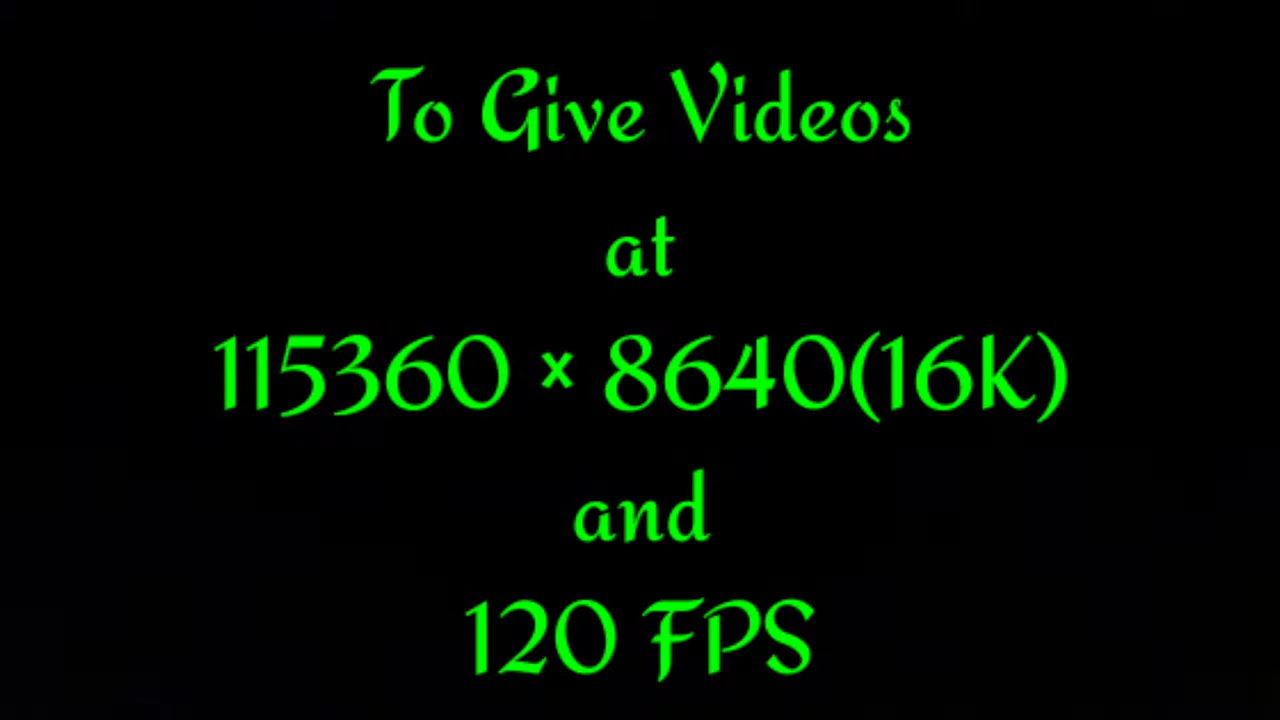 To Give Videos
at
115360 × 8640(16K)
and
120 FPS